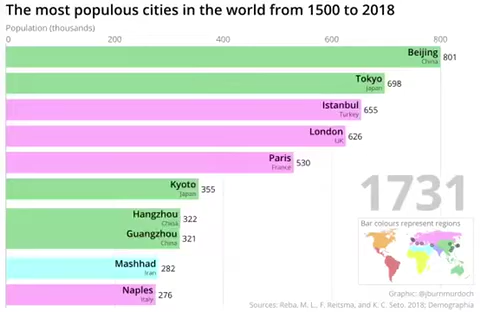 The most populous cities in the world from 1500 to 2018
Population (thousands)
0 200 400 600 800
Beijing
China
801
Tokyo
Japan
698
Istanbul
Turkey
655
London
UK
626
Paris
France
530
Kyoto
Japan
355
Hangzhou
China
322
Guangzhou
China
321
Mashhad
Iran
282
Naples
Italy
276
1731
Bar colours represent regions
Graphic: @jburnmurdoch
Sources: Reba, M. L., F. Reitsma, and K. C. Seto. 2018; Demographia